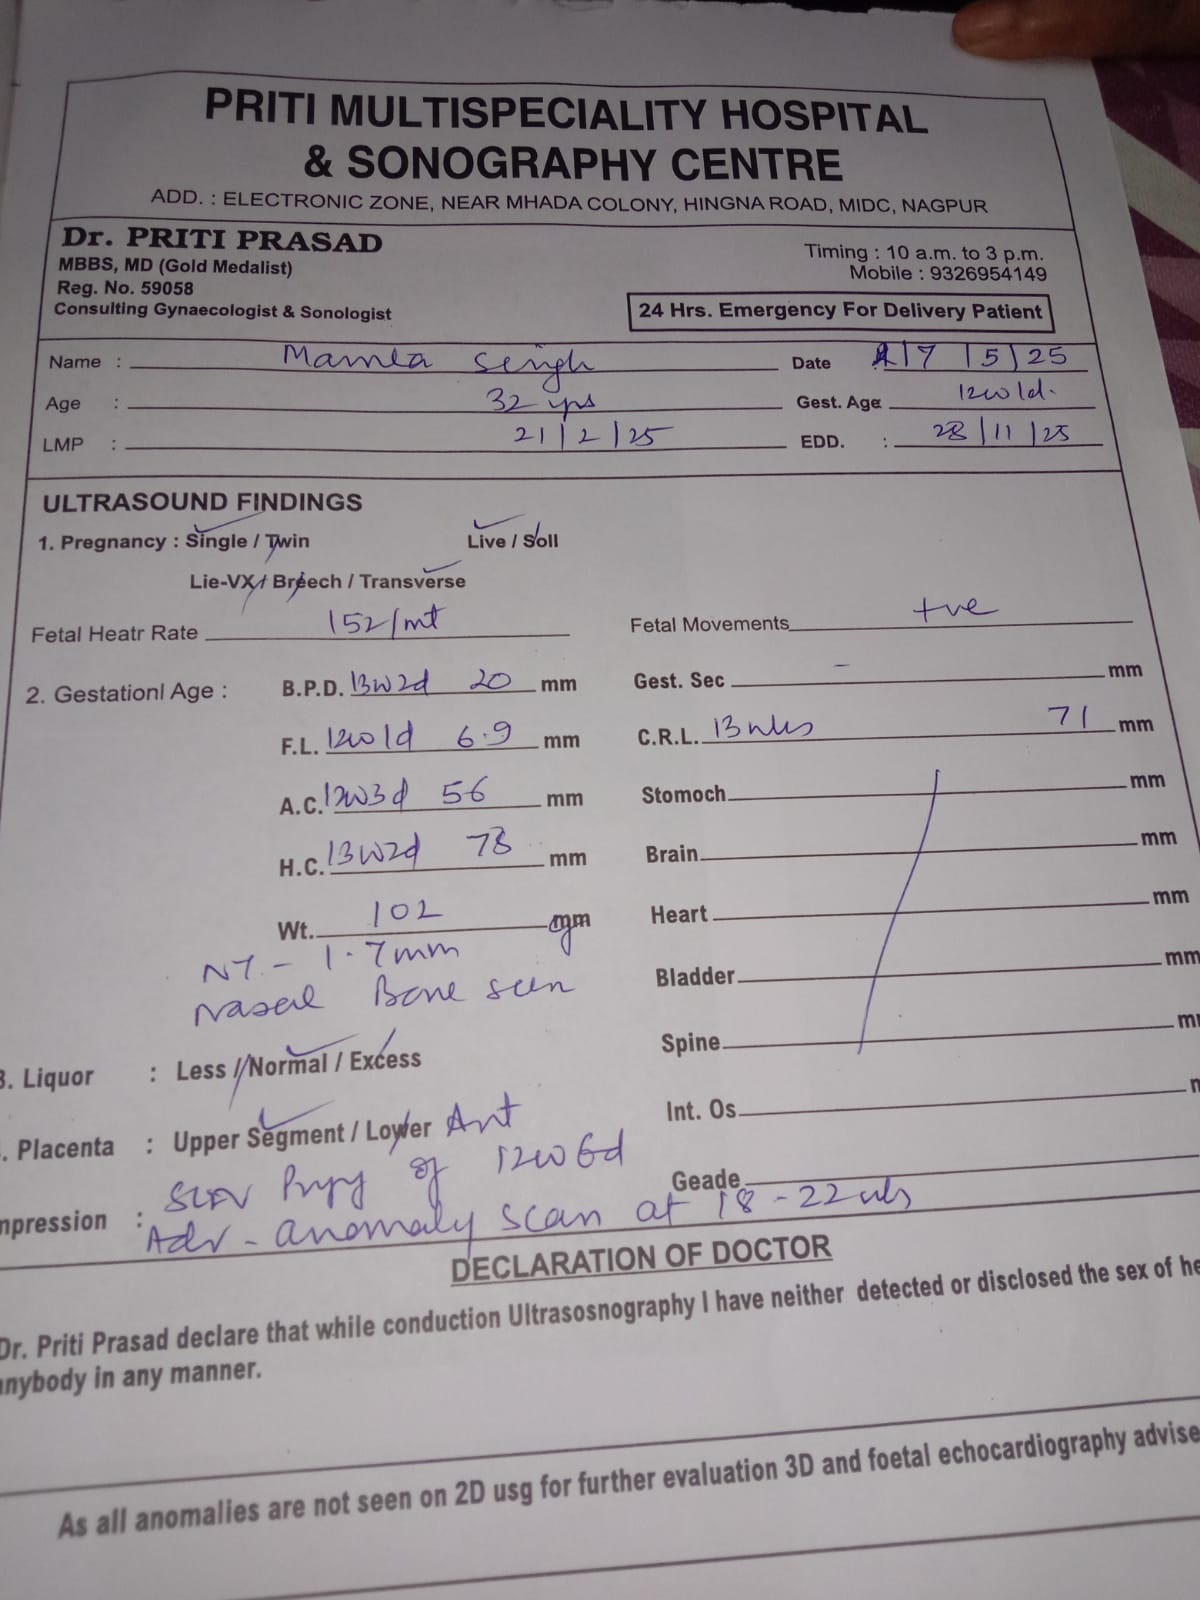 PRITI MULTISPECIALITY HOSPITAL
& SONOGRAPHY CENTRE
ADD. : ELECTRONIC ZONE, NEAR MHADA COLONY, HINGNA ROAD, MIDC, NAGPUR
Dr. PRITI PRASAD
MBBS, MD (Gold Medalist)
Reg. No. 59058
Consulting Gynaecologist & Sonologist
Timing : 10 a.m. to 3 p.m.
Mobile : 9326954149
24 Hrs. Emergency For Delivery Patient
Name : Mamta Singh Date 17/5/25
Age : 32 yrs Gest. Age 12w1d.
LMP : 21/2/25 EDD. : 28/11/25
ULTRASOUND FINDINGS
1. Pregnancy : Single / Twin Live / Soll
Lie-VX / Breech / Transverse
Fetal Heatr Rate 152/mt Fetal Movements +ve
2. Gestationl Age : B.P.D. 13w2d 20 mm Gest. Sec - mm
F.L. 12w1d 6.9 mm C.R.L. 13wks 71 mm
A.C. 12w3d 56 mm Stomoch mm
H.C. 13w2d 78 mm Brain mm
Wt. 102 gm Heart mm
NT - 1.7mm
Nasal Bone seen Bladder mm
Spine
3. Liquor : Less / Normal / Excess
Int. Os
. Placenta : Upper Segment / Lower Ant
Geade
mpression : SLIUV Preg of 12w6d
Adv - anomaly scan at 18-22wks
DECLARATION OF DOCTOR
Dr. Priti Prasad declare that while conduction Ultrasosnography I have neither detected or disclosed the sex of he
anybody in any manner.
As all anomalies are not seen on 2D usg for further evaluation 3D and foetal echocardiography advise